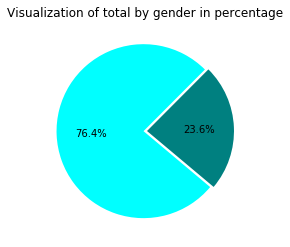 Visualization of total by gender in percentage
76.4%
23.6%